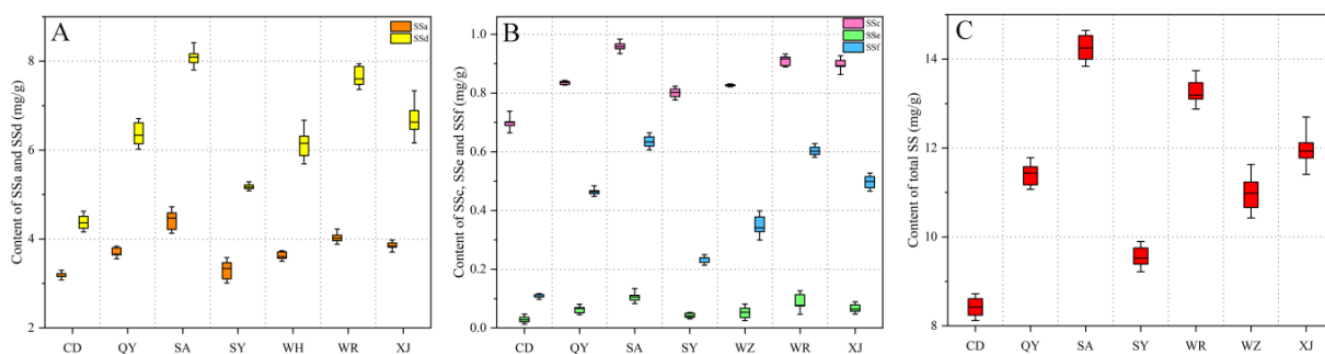 A
SSa
SSd
Content of SSa and SSd (mg/g)
8
6
4
2
CD QY SA SY WH WR XJ
B
SSc
SSe
SSf
Content of SSc, SSe and SSf (mg/g)
1.0
0.8
0.6
0.4
0.2
0.0
CD QY SA SY WZ WR XJ
C
Content of total SS (mg/g)
14
12
10
8
CD QY SA SY WR WZ XJ